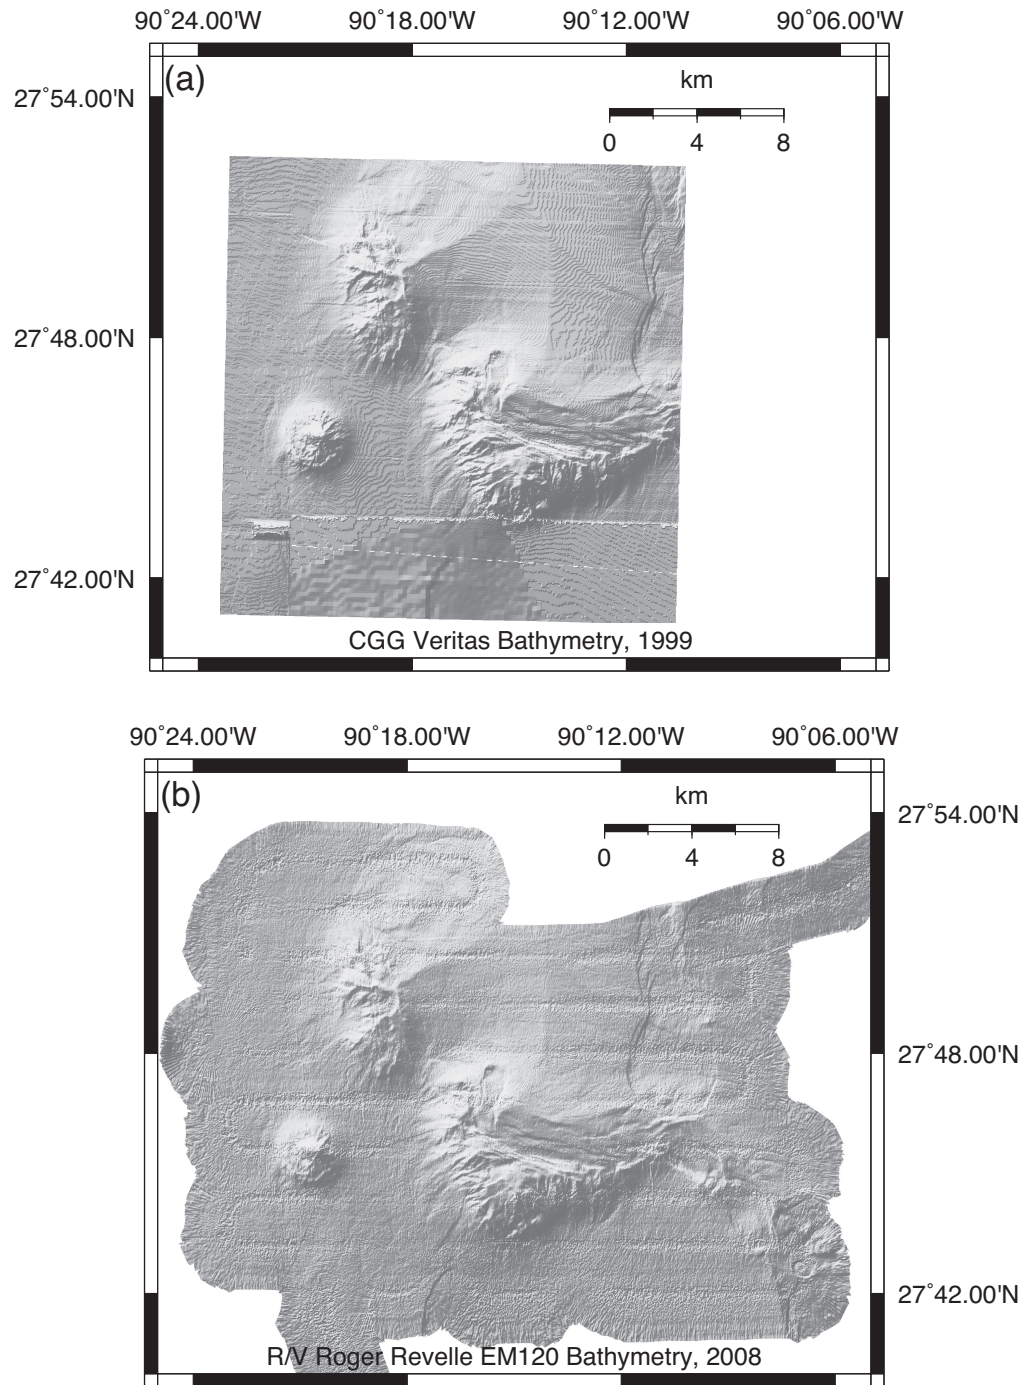 90˚24.00'W 90˚18.00'W 90˚12.00'W 90˚06.00'W
(a)
km
27˚54.00'N
0 4 8
27˚48.00'N
27˚42.00'N
CGG Veritas Bathymetry, 1999
90˚24.00'W 90˚18.00'W 90˚12.00'W 90˚06.00'W
(b)
km
27˚54.00'N
0 4 8
27˚48.00'N
27˚42.00'N
R/V Roger Revelle EM120 Bathymetry, 2008